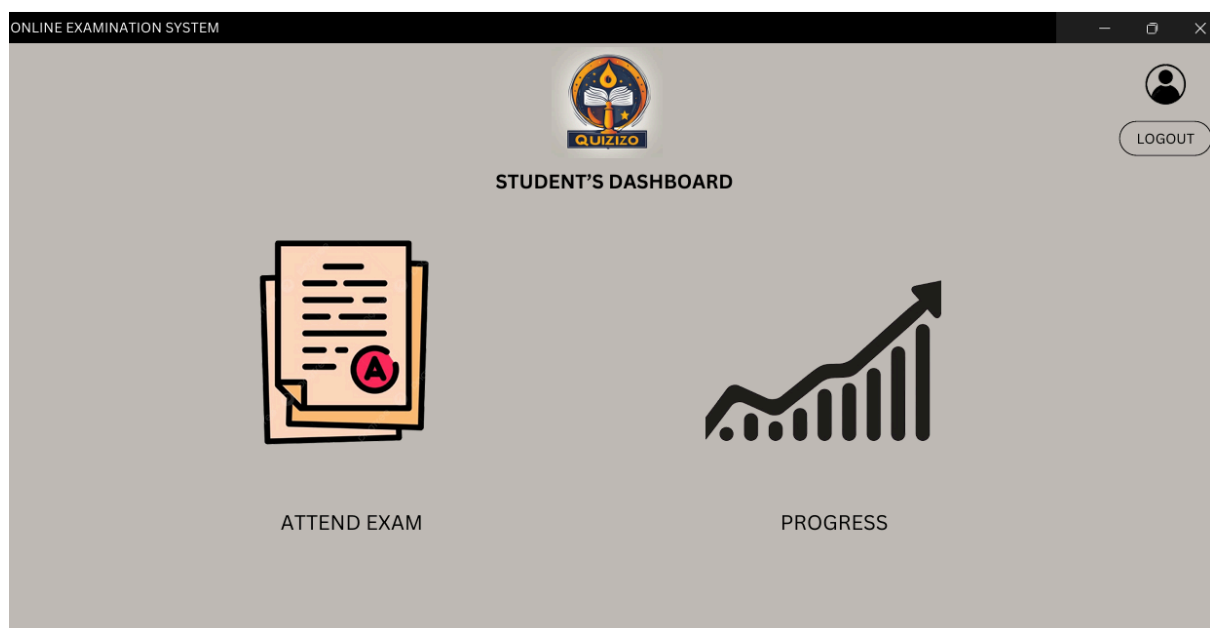 ONLINE EXAMINATION SYSTEM
QUIZIZO
LOGOUT
STUDENT’S DASHBOARD
A
ATTEND EXAM
PROGRESS